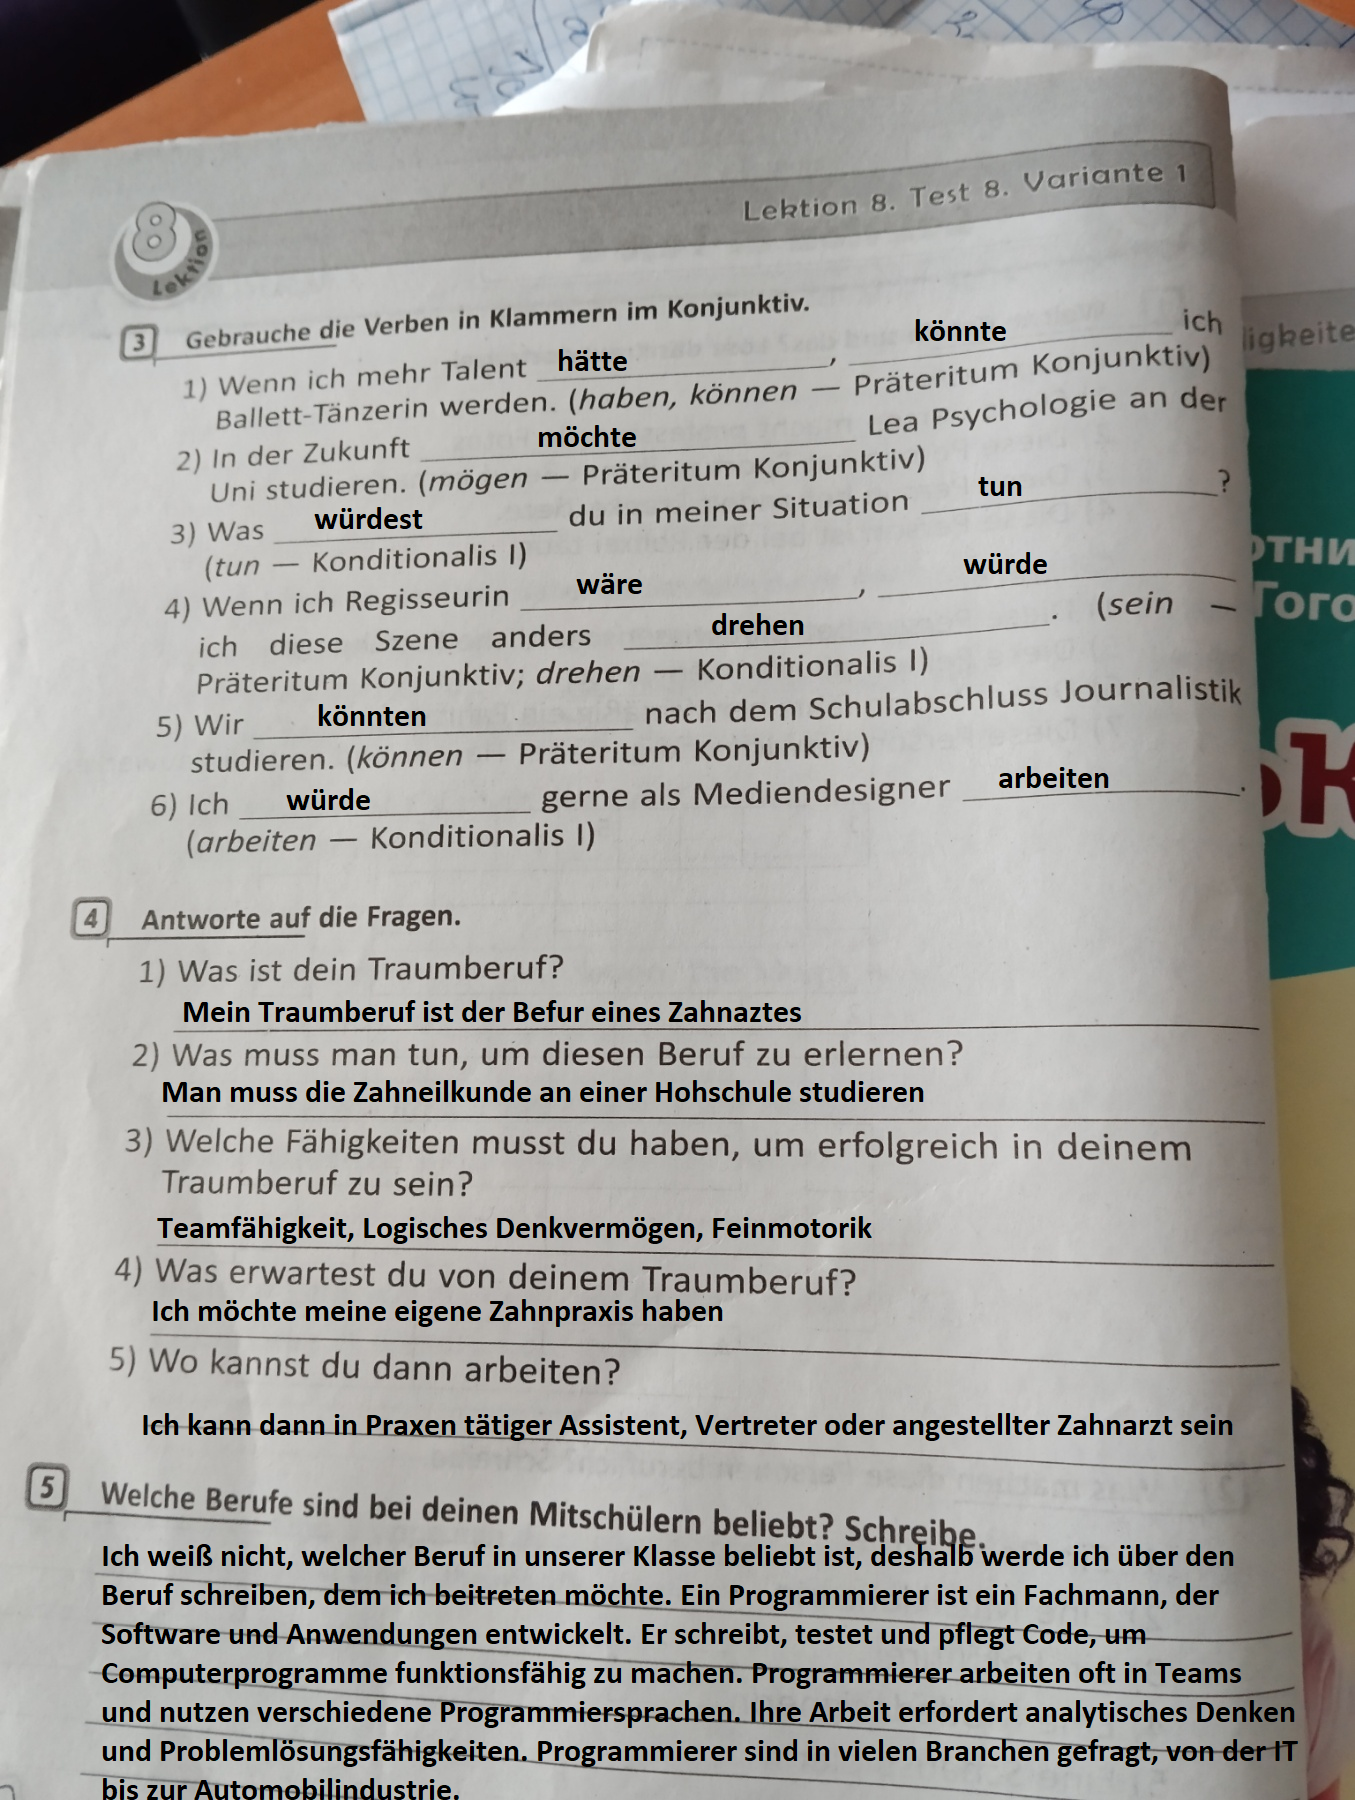 Lektion 8. Test 8. Variante 1
8
Lektion
3 Gebrauche die Verben in Klammern im Konjunktiv.
1) Wenn ich mehr Talent hätte, könnte ich
Ballett-Tänzerin werden. (haben, können — Präteritum Konjunktiv)
2) In der Zukunft möchte Lea Psychologie an der
Uni studieren. (mögen — Präteritum Konjunktiv)
3) Was würdest du in meiner Situation tun?
(tun — Konditionalis I)
4) Wenn ich Regisseurin wäre, würde
ich diese Szene anders drehen. (sein —
Präteritum Konjunktiv; drehen — Konditionalis I)
5) Wir könnten nach dem Schulabschluss Journalistik
studieren. (können — Präteritum Konjunktiv)
6) Ich würde gerne als Mediendesigner arbeiten.
(arbeiten — Konditionalis I)
4 Antworte auf die Fragen.
1) Was ist dein Traumberuf?
Mein Traumberuf ist der Befur eines Zahnaztes
2) Was muss man tun, um diesen Beruf zu erlernen?
Man muss die Zahneilkunde an einer Hohschule studieren
3) Welche Fähigkeiten musst du haben, um erfolgreich in deinem
Traumberuf zu sein?
Teamfähigkeit, Logisches Denkvermögen, Feinmotorik
4) Was erwartest du von deinem Traumberuf?
Ich möchte meine eigene Zahnpraxis haben
5) Wo kannst du dann arbeiten?
Ich kann dann in Praxen tätiger Assistent, Vertreter oder angestellter Zahnarzt sein
5 Welche Berufe sind bei deinen Mitschülern beliebt? Schreibe.
Ich weiß nicht, welcher Beruf in unserer Klasse beliebt ist, deshalb werde ich über den
Beruf schreiben, dem ich beitreten möchte. Ein Programmierer ist ein Fachmann, der
Software und Anwendungen entwickelt. Er schreibt, testet und pflegt Code, um
Computerprogramme funktionsfähig zu machen. Programmierer arbeiten oft in Teams
und nutzen verschiedene Programmiersprachen. Ihre Arbeit erfordert analytisches Denken
und Problemlösungsfähigkeiten. Programmierer sind in vielen Branchen gefragt, von der IT
bis zur Automobilindustrie.